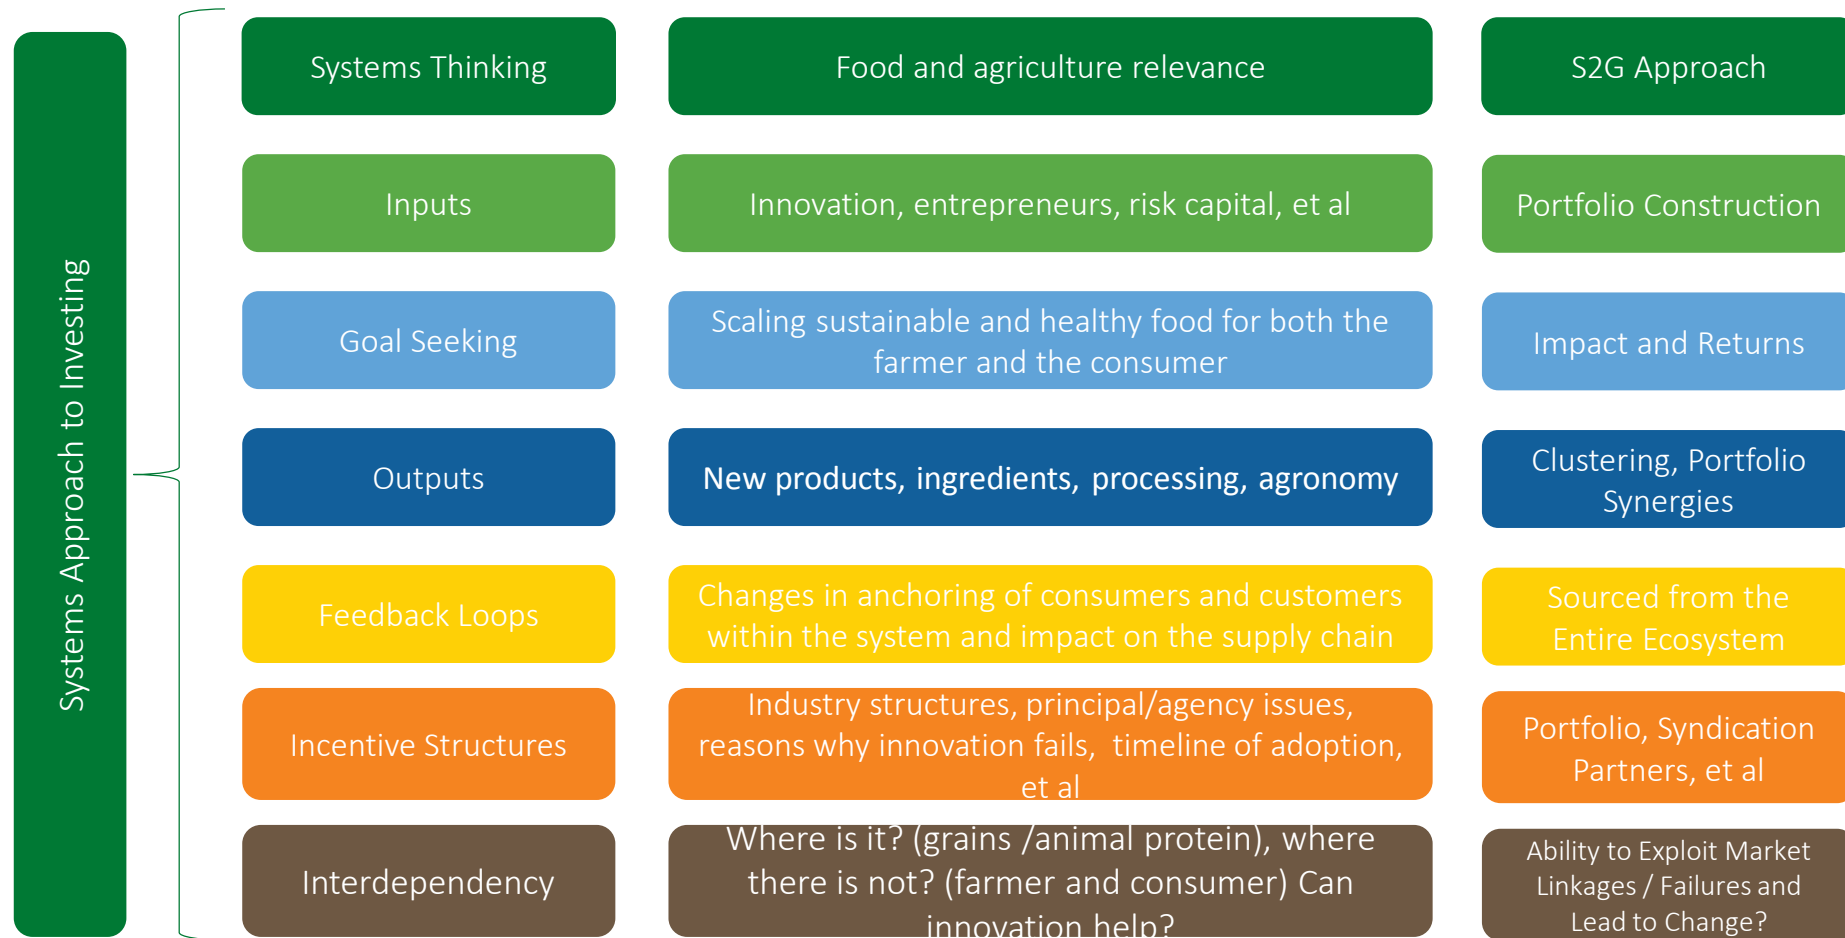 Systems Approach to Investing
Systems Thinking
Food and agriculture relevance
S2G Approach
Inputs
Innovation, entrepreneurs, risk capital, et al
Portfolio Construction
Goal Seeking
Scaling sustainable and healthy food for both the
farmer and the consumer
Impact and Returns
Outputs
New products, ingredients, processing, agronomy
Clustering, Portfolio
Synergies
Feedback Loops
Changes in anchoring of consumers and customers
within the system and impact on the supply chain
Sourced from the
Entire Ecosystem
Incentive Structures
Industry structures, principal/agency issues,
reasons why innovation fails, timeline of adoption,
et al
Portfolio, Syndication
Partners, et al
Interdependency
Where is it? (grains /animal protein), where
there is not? (farmer and consumer) Can
innovation help?
Ability to Exploit Market
Linkages / Failures and
Lead to Change?